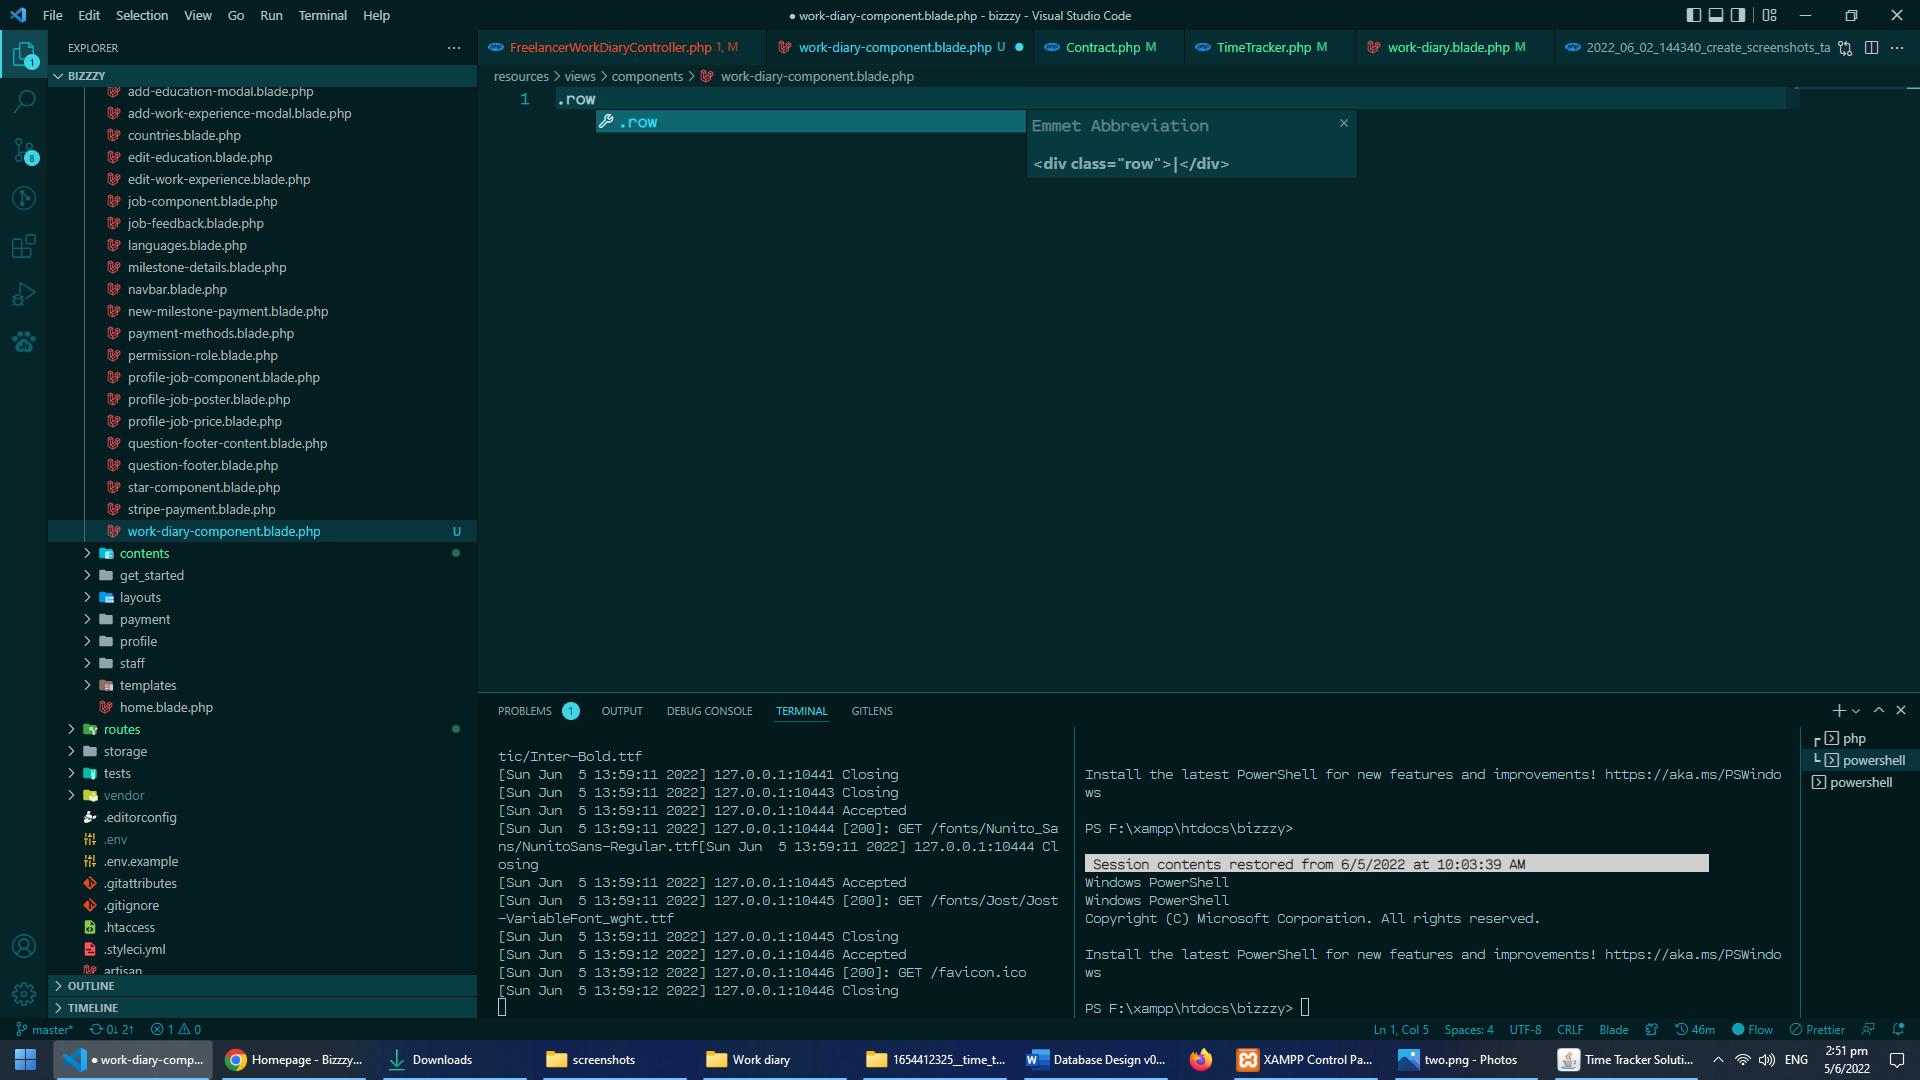 File Edit Selection View Go Run Terminal Help
● work-diary-component.blade.php - bizzzy - Visual Studio Code
EXPLORER
BIZZZY
add-education-modal.blade.php
add-work-experience-modal.blade.php
countries.blade.php
edit-education.blade.php
edit-work-experience.blade.php
job-component.blade.php
job-feedback.blade.php
languages.blade.php
milestone-details.blade.php
navbar.blade.php
new-milestone-payment.blade.php
payment-methods.blade.php
permission-role.blade.php
profile-job-component.blade.php
profile-job-poster.blade.php
profile-job-price.blade.php
question-footer-content.blade.php
question-footer.blade.php
star-component.blade.php
stripe-payment.blade.php
work-diary-component.blade.php U
contents
get_started
layouts
payment
profile
staff
templates
home.blade.php
routes
storage
tests
vendor
.editorconfig
.env
.env.example
.gitattributes
.gitignore
.htaccess
.styleci.yml
artisan
OUTLINE
TIMELINE
1
8
FreelancerWorkDiaryController.php 1, M
work-diary-component.blade.php U
Contract.php M
TimeTracker.php M
work-diary.blade.php M
2022_06_02_144340_create_screenshots_ta
resources > views > components > work-diary-component.blade.php
1 .row
.row
Emmet Abbreviation
<div class="row">|</div>
PROBLEMS 1 OUTPUT DEBUG CONSOLE TERMINAL GITLENS
tic/Inter-Bold.ttf
[Sun Jun  5 13:59:11 2022] 127.0.0.1:10441 Closing
[Sun Jun  5 13:59:11 2022] 127.0.0.1:10443 Closing
[Sun Jun  5 13:59:11 2022] 127.0.0.1:10444 Accepted
[Sun Jun  5 13:59:11 2022] 127.0.0.1:10444 [200]: GET /fonts/Nunito_Sa
ns/NunitoSans-Regular.ttf[Sun Jun  5 13:59:11 2022] 127.0.0.1:10444 Cl
osing
[Sun Jun  5 13:59:11 2022] 127.0.0.1:10445 Accepted
[Sun Jun  5 13:59:11 2022] 127.0.0.1:10445 [200]: GET /fonts/Jost/Jost
-VariableFont_wght.ttf
[Sun Jun  5 13:59:11 2022] 127.0.0.1:10445 Closing
[Sun Jun  5 13:59:12 2022] 127.0.0.1:10446 Accepted
[Sun Jun  5 13:59:12 2022] 127.0.0.1:10446 [200]: GET /favicon.ico
[Sun Jun  5 13:59:12 2022] 127.0.0.1:10446 Closing
Install the latest PowerShell for new features and improvements! https://aka.ms/PSWindo
ws
PS F:\xampp\htdocs\bizzzy>
Session contents restored from 6/5/2022 at 10:03:39 AM
Windows PowerShell
Windows PowerShell
Copyright (C) Microsoft Corporation. All rights reserved.
Install the latest PowerShell for new features and improvements! https://aka.ms/PSWindo
ws
PS F:\xampp\htdocs\bizzzy>
php
powershell
powershell
master* 0↓ 2↑ 1 0
Ln 1, Col 5 Spaces: 4 UTF-8 CRLF Blade 46m Flow Prettier
● work-diary-comp...
Homepage - Bizzzy...
Downloads
screenshots
Work diary
1654412325__time_t...
Database Design v0...
XAMPP Control Pa...
two.png - Photos
Time Tracker Soluti...
ENG
2:51 pm
5/6/2022